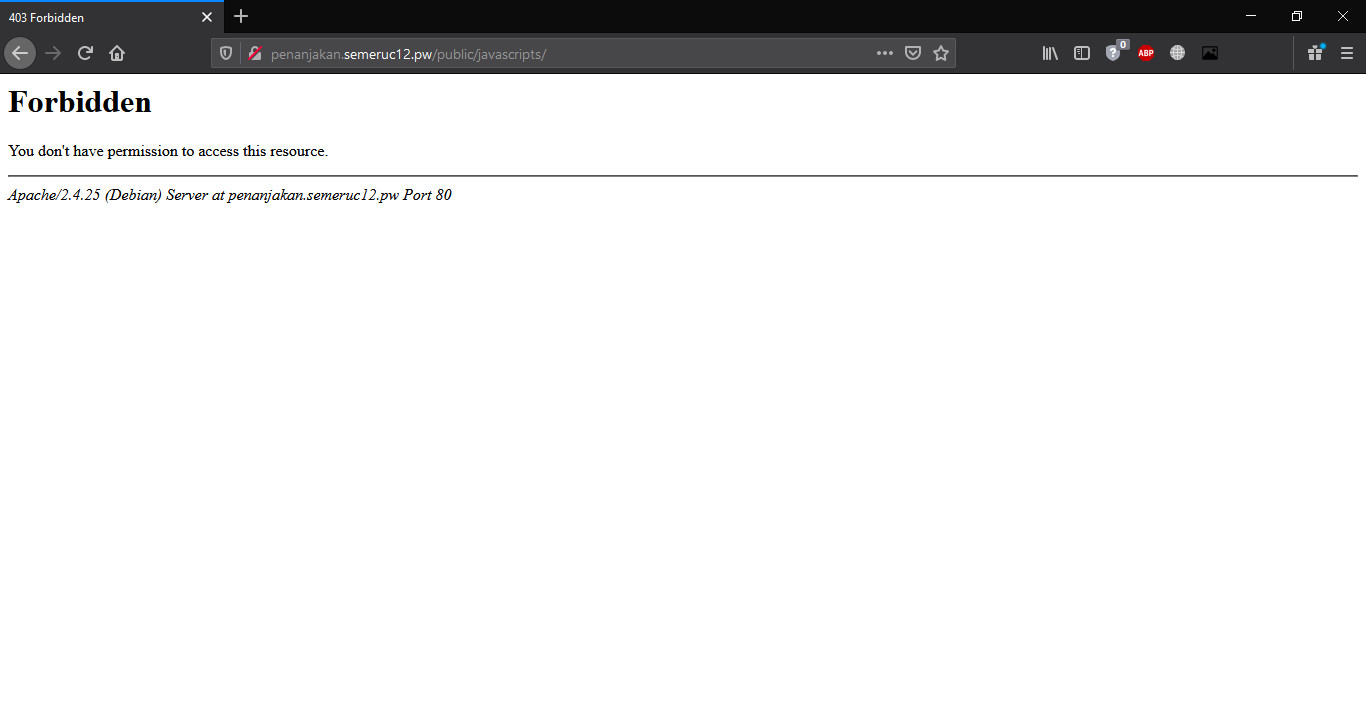 403 Forbidden
penanjakan.semeruc12.pw/public/javascripts/
0
ABP
Forbidden
You don't have permission to access this resource.
Apache/2.4.25 (Debian) Server at penanjakan.semeruc12.pw Port 80